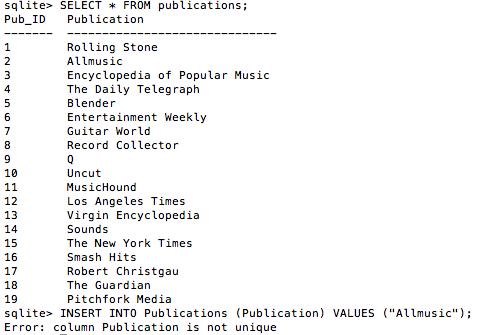 sqlite> SELECT * FROM publications;
Pub_ID   Publication
-------  ----------------------------
1        Rolling Stone
2        Allmusic
3        Encyclopedia of Popular Music
4        The Daily Telegraph
5        Blender
6        Entertainment Weekly
7        Guitar World
8        Record Collector
9        Q
10       Uncut
11       MusicHound
12       Los Angeles Times
13       Virgin Encyclopedia
14       Sounds
15       The New York Times
16       Smash Hits
17       Robert Christgau
18       The Guardian
19       Pitchfork Media
sqlite> INSERT INTO Publications (Publication) VALUES ("Allmusic");
Error: column Publication is not unique